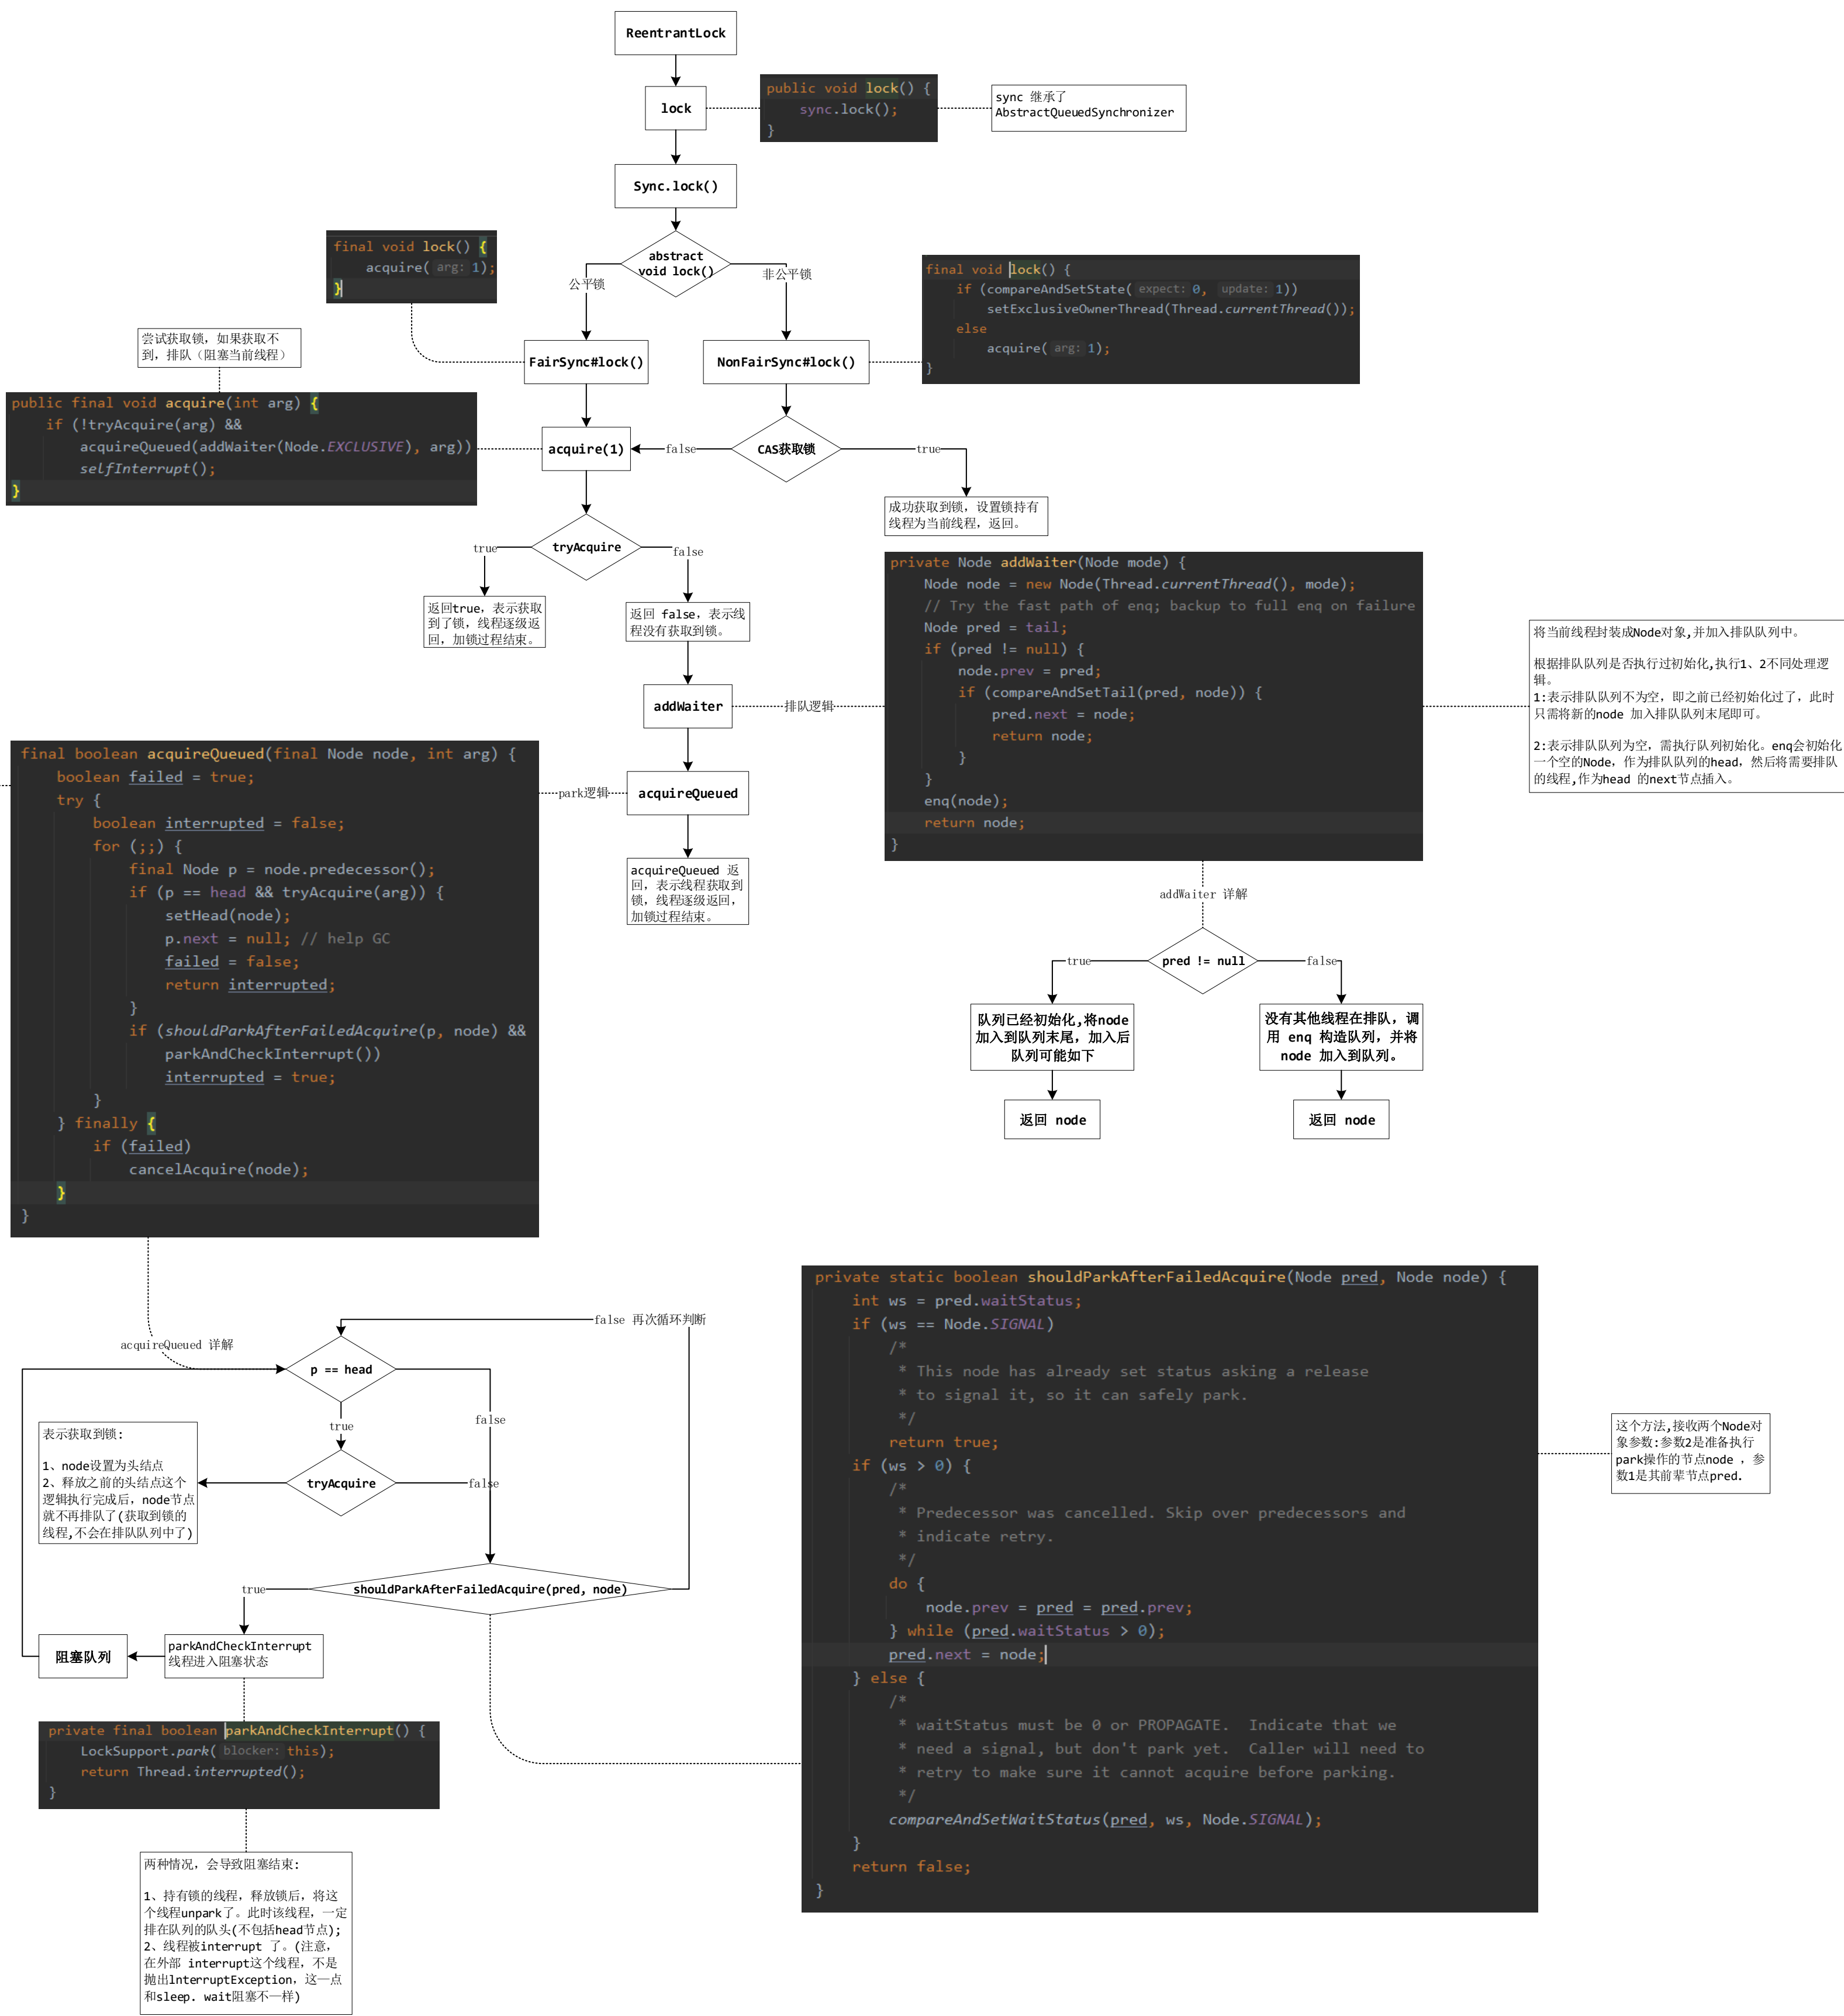 ReentrantLock
lock
public void lock() {
sync.lock();
}
sync 继承了
AbstractQueuedSynchronizer
Sync.lock()
abstract
void lock()
公平锁
非公平锁
final void lock() {
acquire( arg: 1);
}
final void lock() {
if (compareAndSetState( expect: 0, update: 1))
setExclusiveOwnerThread(Thread.currentThread());
else
acquire( arg: 1);
}
FairSync#lock()
NonFairSync#lock()
尝试获取锁，如果获取不
到，排队（阻塞当前线程）
public final void acquire(int arg) {
if (!tryAcquire(arg) &&
acquireQueued(addWaiter(Node.EXCLUSIVE), arg))
selfInterrupt();
}
acquire(1)
false
CAS获取锁
true
成功获取到锁，设置锁持有
线程为当前线程，返回。
true
tryAcquire
false
返回true，表示获取
到了锁，线程逐级返
回，加锁过程结束。
返回 false，表示线
程没有获取到锁。
addWaiter
排队逻辑
private Node addWaiter(Node mode) {
Node node = new Node(Thread.currentThread(), mode);
// Try the fast path of enq; backup to full enq on failure
Node pred = tail;
if (pred != null) {
node.prev = pred;
if (compareAndSetTail(pred, node)) {
pred.next = node;
return node;
}
}
enq(node);
return node;
}
将当前线程封装成Node对象,并加入排队队列中。
根据排队队列是否执行过初始化,执行1、2不同处理逻
辑。
1:表示排队队列不为空，即之前已经初始化过了，此时
只需将新的node 加入排队队列末尾即可。
2:表示排队队列为空，需执行队列初始化。enq会初始化
一个空的Node，作为排队队列的head，然后将需要排队
的线程,作为head 的next节点插入。
acquireQueued
park逻辑
acquireQueued 返
回，表示线程获取到
锁，线程逐级返回，
加锁过程结束。
final boolean acquireQueued(final Node node, int arg) {
boolean failed = true;
try {
boolean interrupted = false;
for (;;) {
final Node p = node.predecessor();
if (p == head && tryAcquire(arg)) {
setHead(node);
p.next = null; // help GC
failed = false;
return interrupted;
}
if (shouldParkAfterFailedAcquire(p, node) &&
parkAndCheckInterrupt())
interrupted = true;
}
} finally {
if (failed)
cancelAcquire(node);
}
}
addWaiter 详解
true
pred != null
false
队列已经初始化,将node
加入到队列末尾，加入后
队列可能如下
没有其他线程在排队，调
用 enq 构造队列，并将
node 加入到队列。
返回 node
返回 node
acquireQueued 详解
false 再次循环判断
p == head
true
false
tryAcquire
false
表示获取到锁:
1、node设置为头结点
2、释放之前的头结点这个
逻辑执行完成后，node节点
就不再排队了(获取到锁的
线程,不会在排队队列中了)
true
shouldParkAfterFailedAcquire(pred, node)
阻塞队列
parkAndCheckInterrupt
线程进入阻塞状态
private final boolean parkAndCheckInterrupt() {
LockSupport.park( blocker: this);
return Thread.interrupted();
}
两种情况，会导致阻塞结束:
1、持有锁的线程，释放锁后，将这
个线程unpark了。此时该线程，一定
排在队列的队头(不包括head节点);
2、线程被interrupt 了。(注意，
在外部 interrupt这个线程，不是
抛出lnterruptException，这一点
和sleep. wait阻塞不一样)
private static boolean shouldParkAfterFailedAcquire(Node pred, Node node) {
int ws = pred.waitStatus;
if (ws == Node.SIGNAL)
/*
* This node has already set status asking a release
* to signal it, so it can safely park.
*/
return true;
if (ws > 0) {
/*
* Predecessor was cancelled. Skip over predecessors and
* indicate retry.
*/
do {
node.prev = pred = pred.prev;
} while (pred.waitStatus > 0);
pred.next = node;
} else {
/*
* waitStatus must be 0 or PROPAGATE.  Indicate that we
* need a signal, but don't park yet.  Caller will need to
* retry to make sure it cannot acquire before parking.
*/
compareAndSetWaitStatus(pred, ws, Node.SIGNAL);
}
return false;
}
这个方法,接收两个Node对
象参数:参数2是准备执行
park操作的节点node ，参
数1是其前辈节点pred.